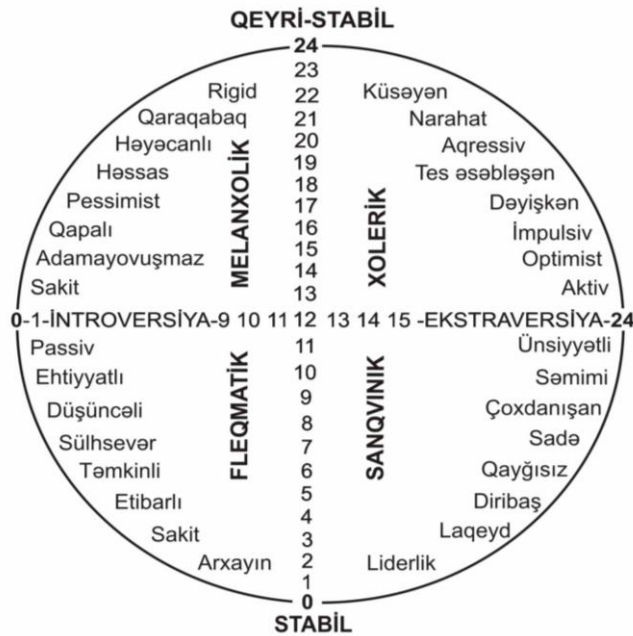 QEYRİ-STABİL
24
23
Rigid 22 Küsəyən
Qaraqabaq 21 Narahat
Həyəcanlı 20 Aqressiv
Həssas 19 Tes əsəbləşən
18
Pessimist 17 Dəyişkən
Qapalı 16 İmpulsiv
Adamayovuşmaz 15 Optimist
14
Sakit 13 Aktiv
MELANXOLİK
XOLERİK
0-1-İNTROVERSİYA-9 10 11 12 13 14 15 -EKSTRAVERSİYA-24
Passiv 11 Ünsiyyətli
Ehtiyyatlı 10 Səmimi
Düşüncəli 9 Çoxdanışan
8
Sülhsevər 7 Sadə
Təmkinli 6 Qayğısız
Etibarlı 5 Diribaş
4
Sakit 3 Laqeyd
Arxayın 2 Liderlik
1
FLEQMATİK
SANQVINIK
0
STABİL